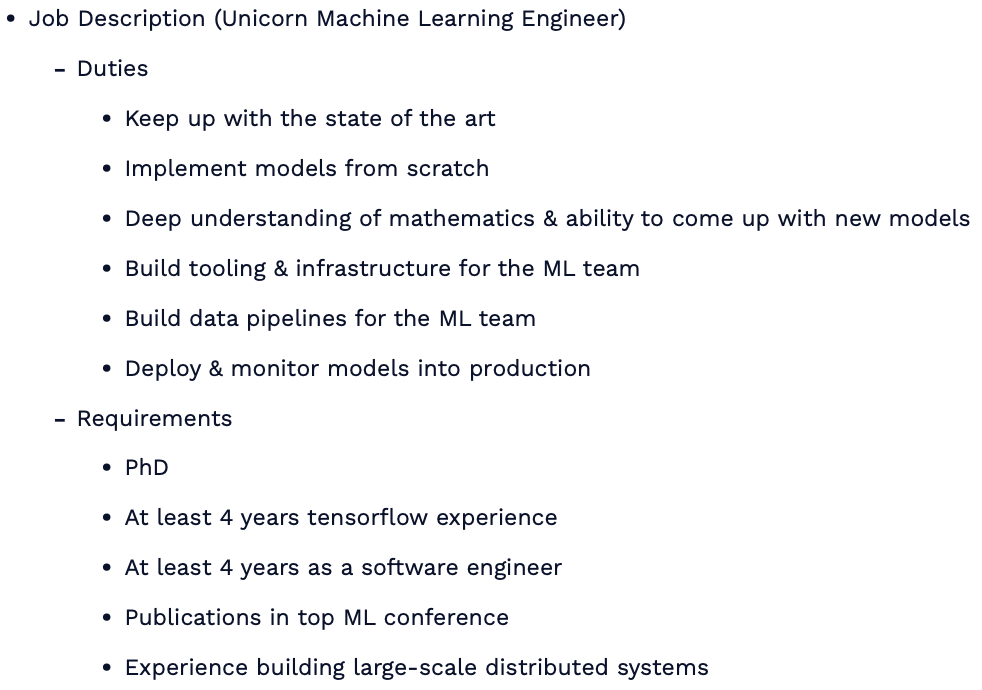 • Job Description (Unicorn Machine Learning Engineer)
– Duties
• Keep up with the state of the art
• Implement models from scratch
• Deep understanding of mathematics & ability to come up with new models
• Build tooling & infrastructure for the ML team
• Build data pipelines for the ML team
• Deploy & monitor models into production
– Requirements
• PhD
• At least 4 years tensorflow experience
• At least 4 years as a software engineer
• Publications in top ML conference
• Experience building large-scale distributed systems